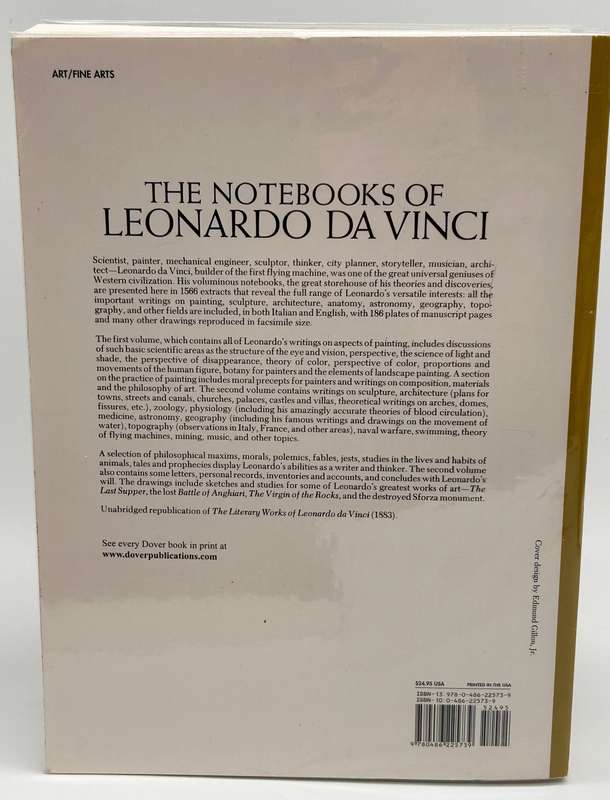 ART/FINE ARTS
THE NOTEBOOKS OF
LEONARDO DA VINCI
Scientist, painter, mechanical engineer, sculptor, thinker, city planner, storyteller, musician, archi-
tect—Leonardo da Vinci, builder of the first flying machine, was one of the great universal geniuses of
Western civilization. His voluminous notebooks, the great storehouse of his theories and discoveries,
are presented here in 1566 extracts that reveal the full range of Leonardo's versatile interests: all the
important writings on painting, sculpture, architecture, anatomy, astronomy, geography, topo-
graphy, and other fields are included, in both Italian and English, with 186 plates of manuscript pages
and many other drawings reproduced in facsimile size.
The first volume, which contains all of Leonardo's writings on aspects of painting, includes discussions
of such basic scientific areas as the structure of the eye and vision, perspective, the science of light and
shade, the perspective of disappearance, theory of color, perspective of color, proportions and
movements of the human figure, botany for painters and the elements of landscape painting. A section
on the practice of painting includes moral precepts for painters and writings on composition, materials
and the philosophy of art. The second volume contains writings on sculpture, architecture (plans for
towns, streets and canals, churches, palaces, castles and villas, theoretical writings on arches, domes,
fissures, etc.), zoology, physiology (including his amazingly accurate theories of blood circulation),
medicine, astronomy, geography (including his famous writings and drawings on the movement of
water), topography (observations in Italy, France, and other areas), naval warfare, swimming, theory
of flying machines, mining, music, and other topics.
A selection of philosophical maxims, morals, polemics, fables, jests, studies in the lives and habits of
animals, tales and prophecies display Leonardo's abilities as a writer and thinker. The second volume
also contains some letters, personal records, inventories and accounts, and concludes with Leonardo's
will. The drawings include sketches and studies for some of Leonardo's greatest works of art—The
Last Supper, the lost Battle of Anghiari, The Virgin of the Rocks, and the destroyed Sforza monument.
Unabridged republication of The Literary Works of Leonardo da Vinci (1883).
See every Dover book in print at
www.doverpublications.com
Cover design by Edmund Gillon, Jr.
$24.95 USA PRINTED IN THE USA
ISBN-13 978-0-486-22573-9
ISBN-10 0-486-22573-9
52495
9 780486 225739